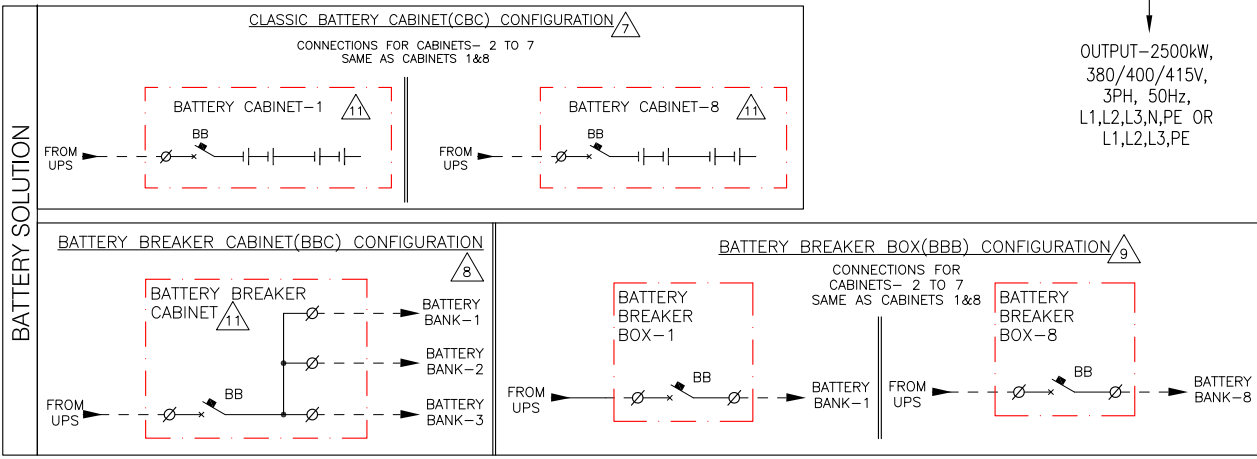 BATTERY SOLUTION
CLASSIC BATTERY CABINET(CBC) CONFIGURATION 7
CONNECTIONS FOR CABINETS- 2 TO 7
SAME AS CABINETS 1&8
BATTERY CABINET-1 11
BB
FROM
UPS
BATTERY CABINET-8 11
BB
FROM
UPS
OUTPUT-2500kW,
380/400/415V,
3PH, 50Hz,
L1,L2,L3,N,PE OR
L1,L2,L3,PE
BATTERY BREAKER CABINET(BBC) CONFIGURATION
8
BATTERY BREAKER
CABINET 11
BB
FROM
UPS
BATTERY
BANK-1
BATTERY
BANK-2
BATTERY
BANK-3
BATTERY BREAKER BOX(BBB) CONFIGURATION 9
CONNECTIONS FOR
CABINETS- 2 TO 7
SAME AS CABINETS 1&8
BATTERY
BREAKER
BOX-1
BB
FROM
UPS
BATTERY
BANK-1
BATTERY
BREAKER
BOX-8
BB
FROM
UPS
BATTERY
BANK-8